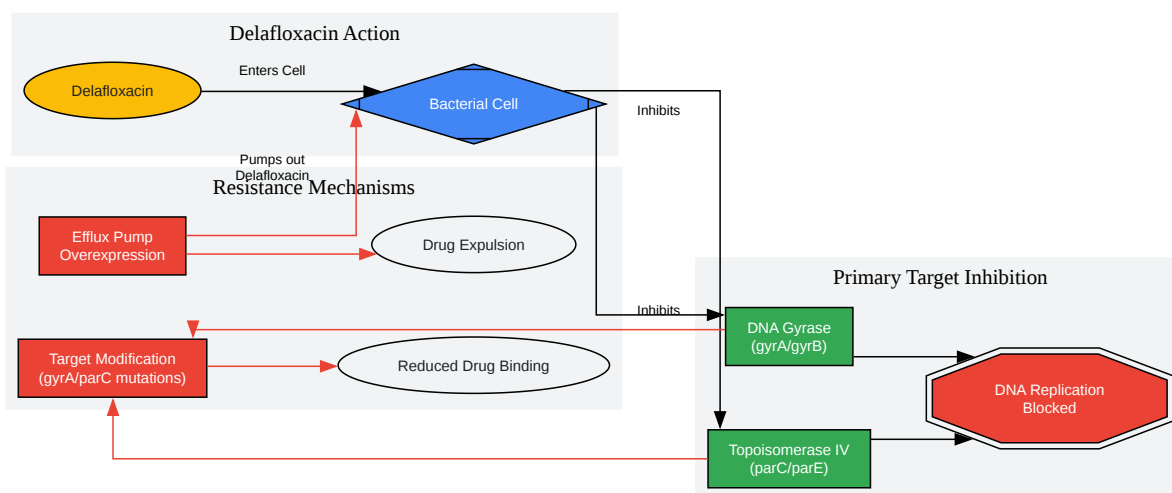 Delafloxacin Action
Enters Cell
Delafloxacin
Bacterial Cell
Inhibits
Pumps out
Delafloxacin
Resistance Mechanisms
Efflux Pump
Overexpression
Drug Expulsion
Primary Target Inhibition
Inhibits
DNA Gyrase
(gyrA/gyrB)
Target Modification
(gyrA/parC mutations)
Reduced Drug Binding
DNA Replication
Blocked
Topoisomerase IV
(parC/parE)